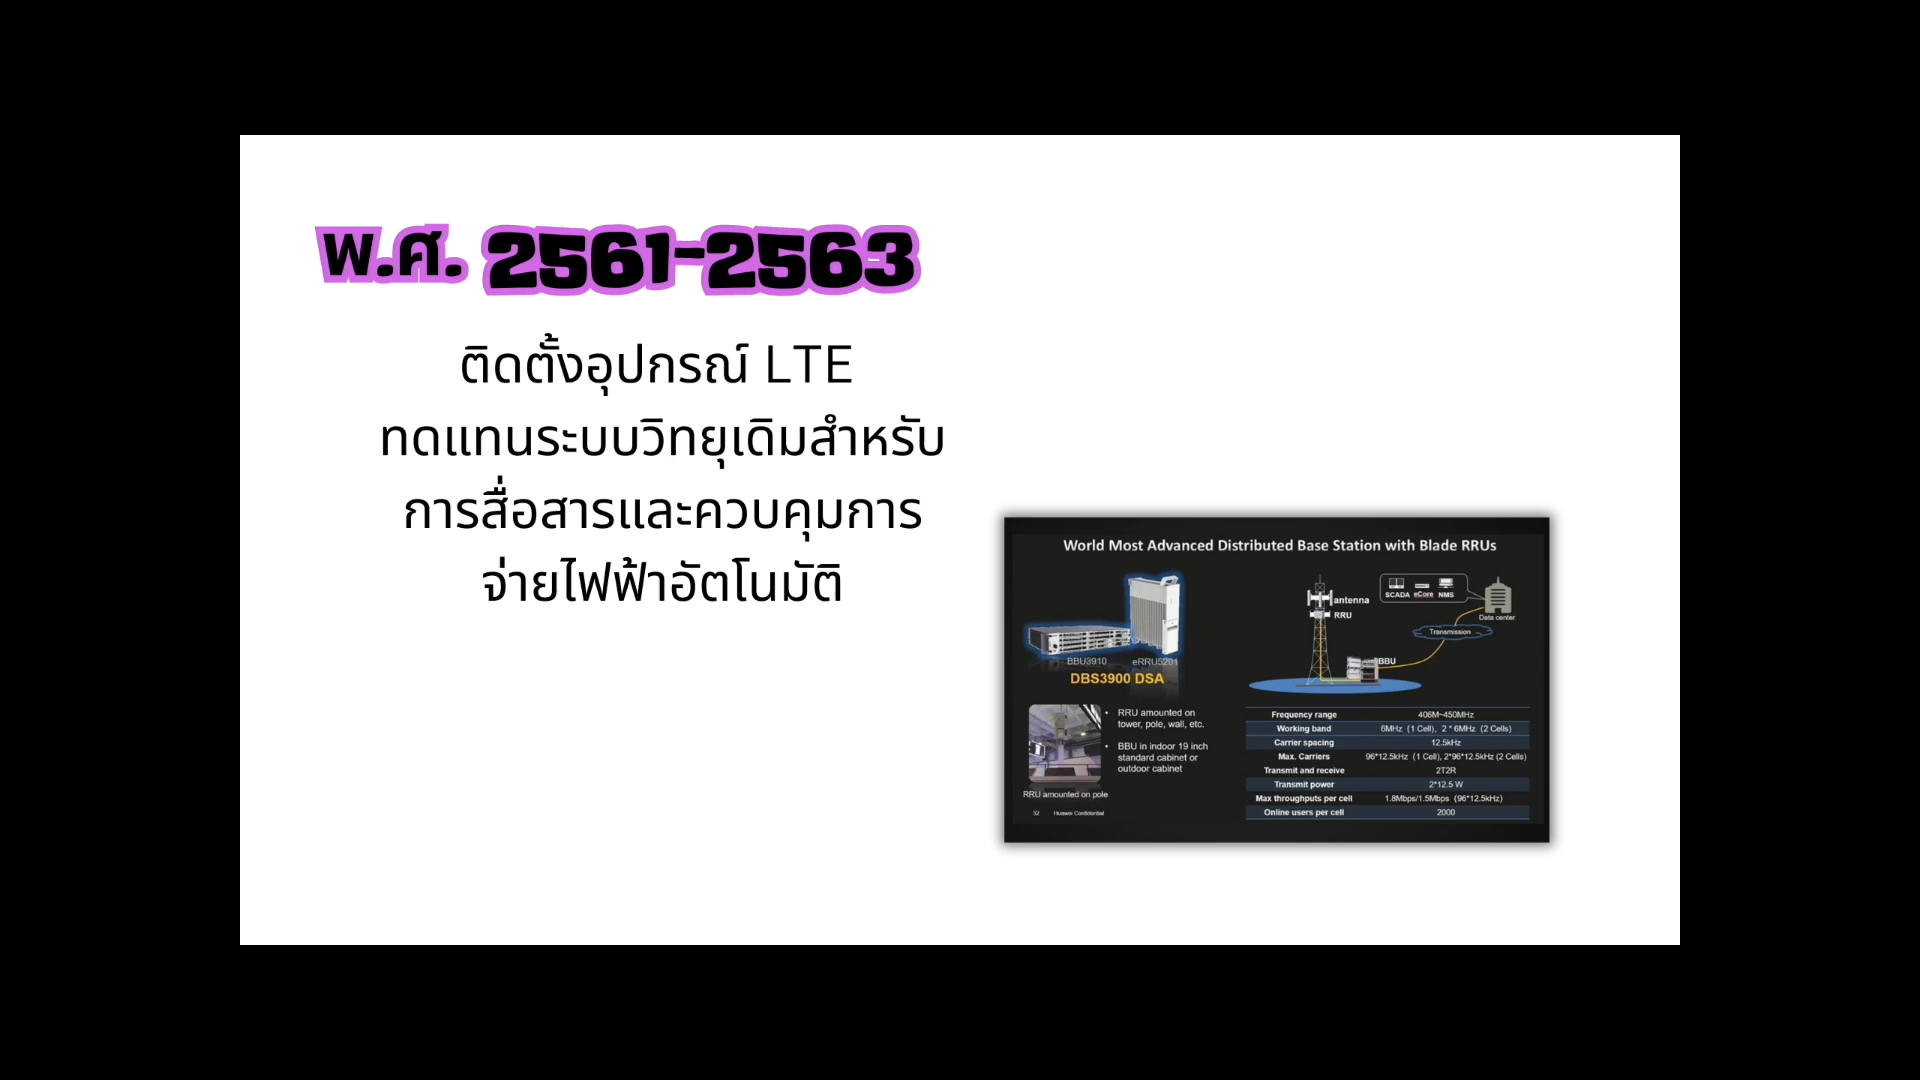 พ.ศ. 2561-2563
ติดตั้งอุปกรณ์ LTE
ทดแทนระบบวิทยุเดิมสำหรับ
การสื่อสารและควบคุมการ
จ่ายไฟฟ้าอัตโนมัติ
World Most Advanced Distributed Base Station with Blade RRUs
BBU3910 eRRU5201
DBS3900 DSA
• RRU amounted on
tower, pole, wall, etc.
• BBU in indoor 19 inch
standard cabinet or
outdoor cabinet
RRU amounted on pole
32 Huawei Confidential
antenna
RRU
SCADA eCore NMS
Data center
Transmission
BBU
Frequency range 406M~450MHz
Working band 6MHz (1 Cell), 2 * 6MHz (2 Cells)
Carrier spacing 12.5kHz
Max. Carriers 96*12.5kHz (1 Cell), 2*96*12.5kHz (2 Cells)
Transmit and receive 2T2R
Transmit power 2*12.5 W
Max throughputs per cell 1.8Mbps/1.5Mbps (96*12.5kHz)
Online users per cell 2000